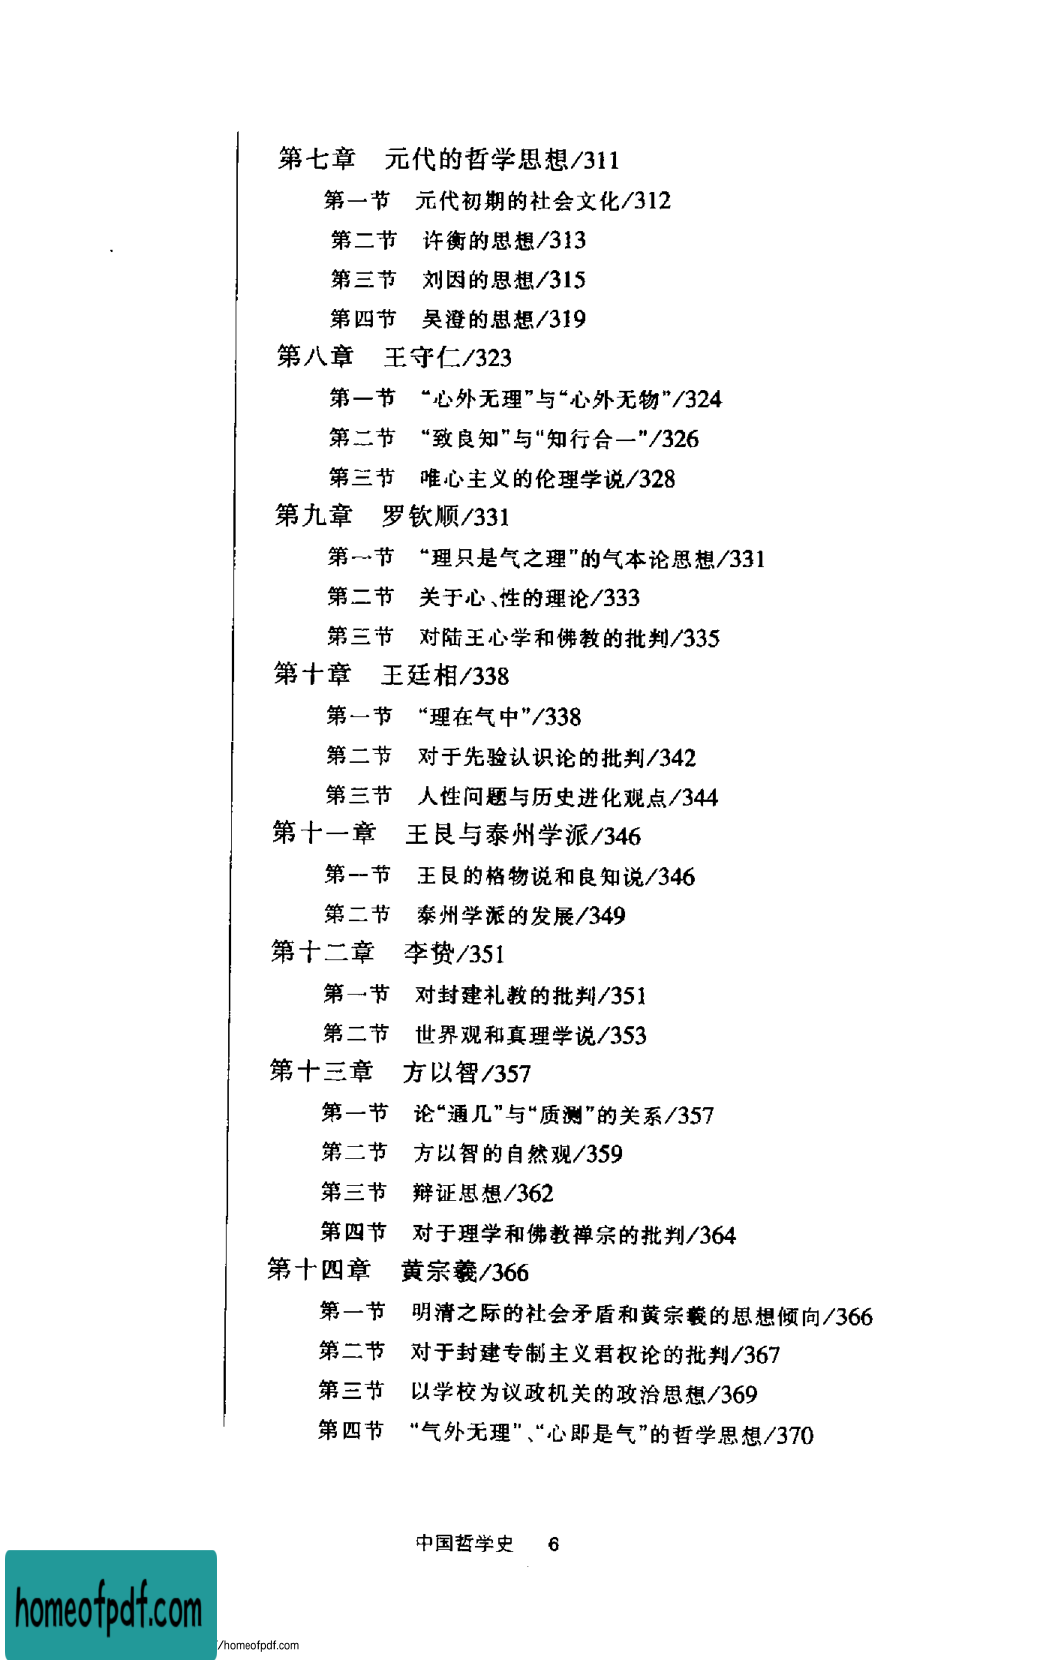 第七章　元代的哲学思想/311
第一节　元代初期的社会文化/312
第二节　许衡的思想/313
第三节　刘因的思想/315
第四节　吴澄的思想/319
第八章　王守仁/323
第一节　“心外无理”与“心外无物”/324
第二节　“致良知”与“知行合一”/326
第三节　唯心主义的伦理学说/328
第九章　罗钦顺/331
第一节　“理只是气之理”的气本论思想/331
第二节　关于心、性的理论/333
第三节　对陆王心学和佛教的批判/335
第十章　王廷相/338
第一节　“理在气中”/338
第二节　对于先验认识论的批判/342
第三节　人性问题与历史进化观点/344
第十一章　王艮与泰州学派/346
第一节　王艮的格物说和良知说/346
第二节　泰州学派的发展/349
第十二章　李贽/351
第一节　对封建礼教的批判/351
第二节　世界观和真理学说/353
第十三章　方以智/357
第一节　论“通几”与“质测”的关系/357
第二节　方以智的自然观/359
第三节　辩证思想/362
第四节　对于理学和佛教禅宗的批判/364
第十四章　黄宗羲/366
第一节　明清之际的社会矛盾和黄宗羲的思想倾向/366
第二节　对于封建专制主义君权论的批判/367
第三节　以学校为议政机关的政治思想/369
第四节　“气外无理”、“心即是气”的哲学思想/370
中国哲学史　6
homeofpdf.com
/homeofpdf.com